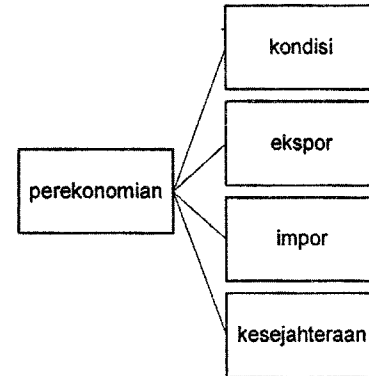 kondisi
ekspor
perekonomian
impor
kesejahteraan